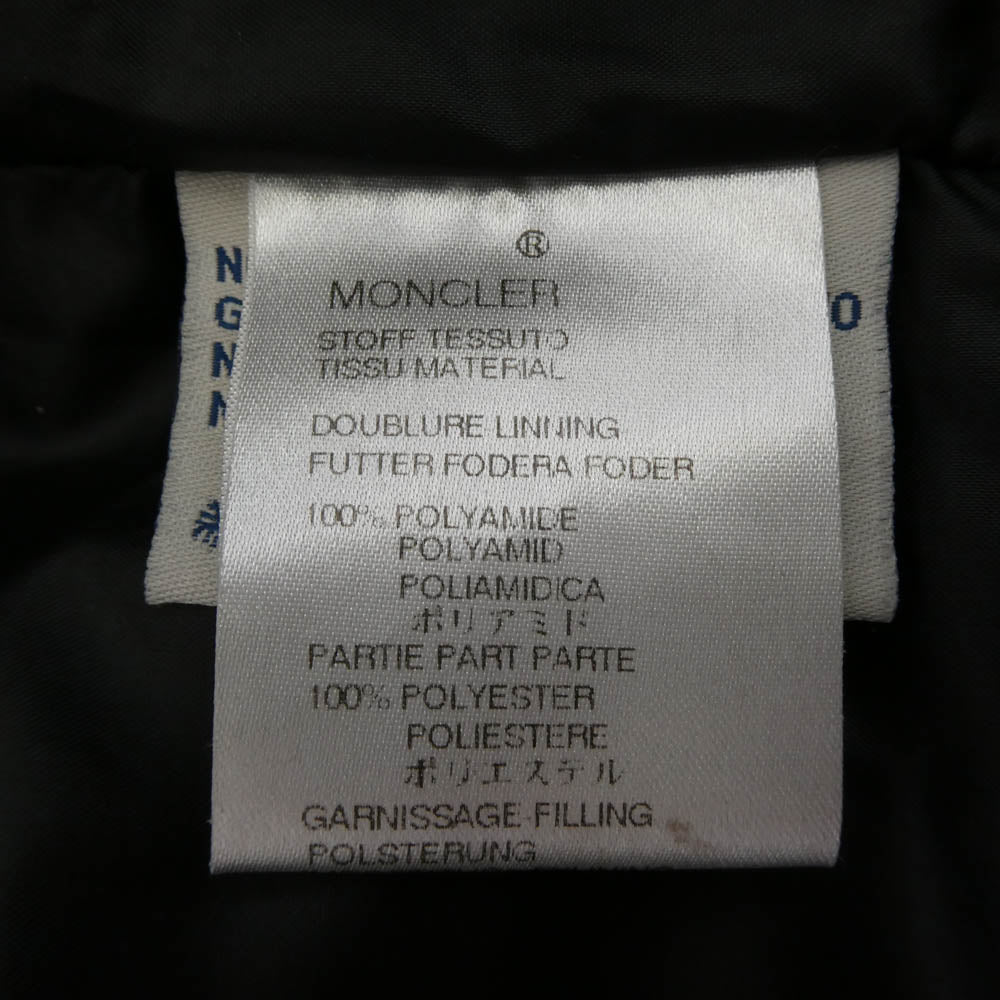 ®
MONCLER
STOFF TESSUTO
TISSU MATERIAL
DOUBLURE LINNING
FUTTER FODERA FODER
100% POLYAMIDE
POLYAMID
POLIAMIDICA
ポリアミド
PARTIE PART PARTE
100% POLYESTER
POLIESTERE
ポリエステル
GARNISSAGE-FILLING
POLSTERUNG